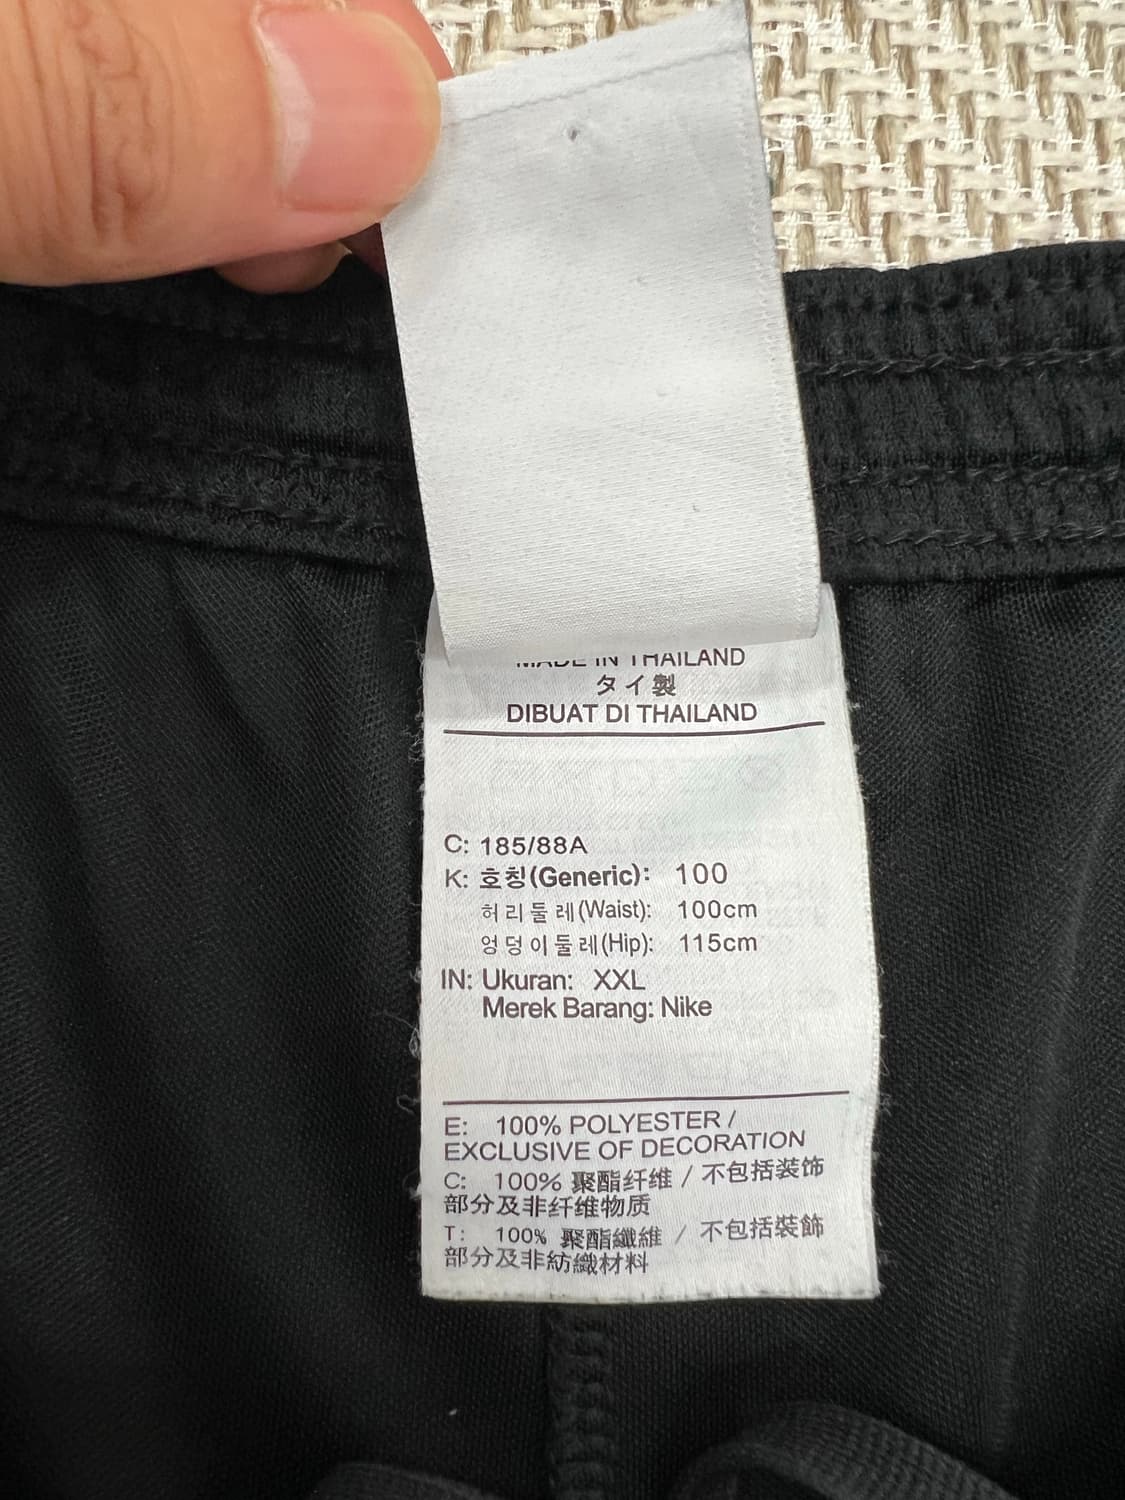 MADE IN THAILAND
タイ製
DIBUAT DI THAILAND
C: 185/88A
K: 호칭(Generic): 100
허리둘레(Waist): 100cm
엉덩이둘레(Hip): 115cm
IN: Ukuran: XXL
Merek Barang: Nike
E: 100% POLYESTER /
EXCLUSIVE OF DECORATION
C: 100% 聚酯纤维 / 不包括装饰
部分及非纤维物质
T: 100% 聚酯纖維 / 不包括裝飾
部分及非紡織材料